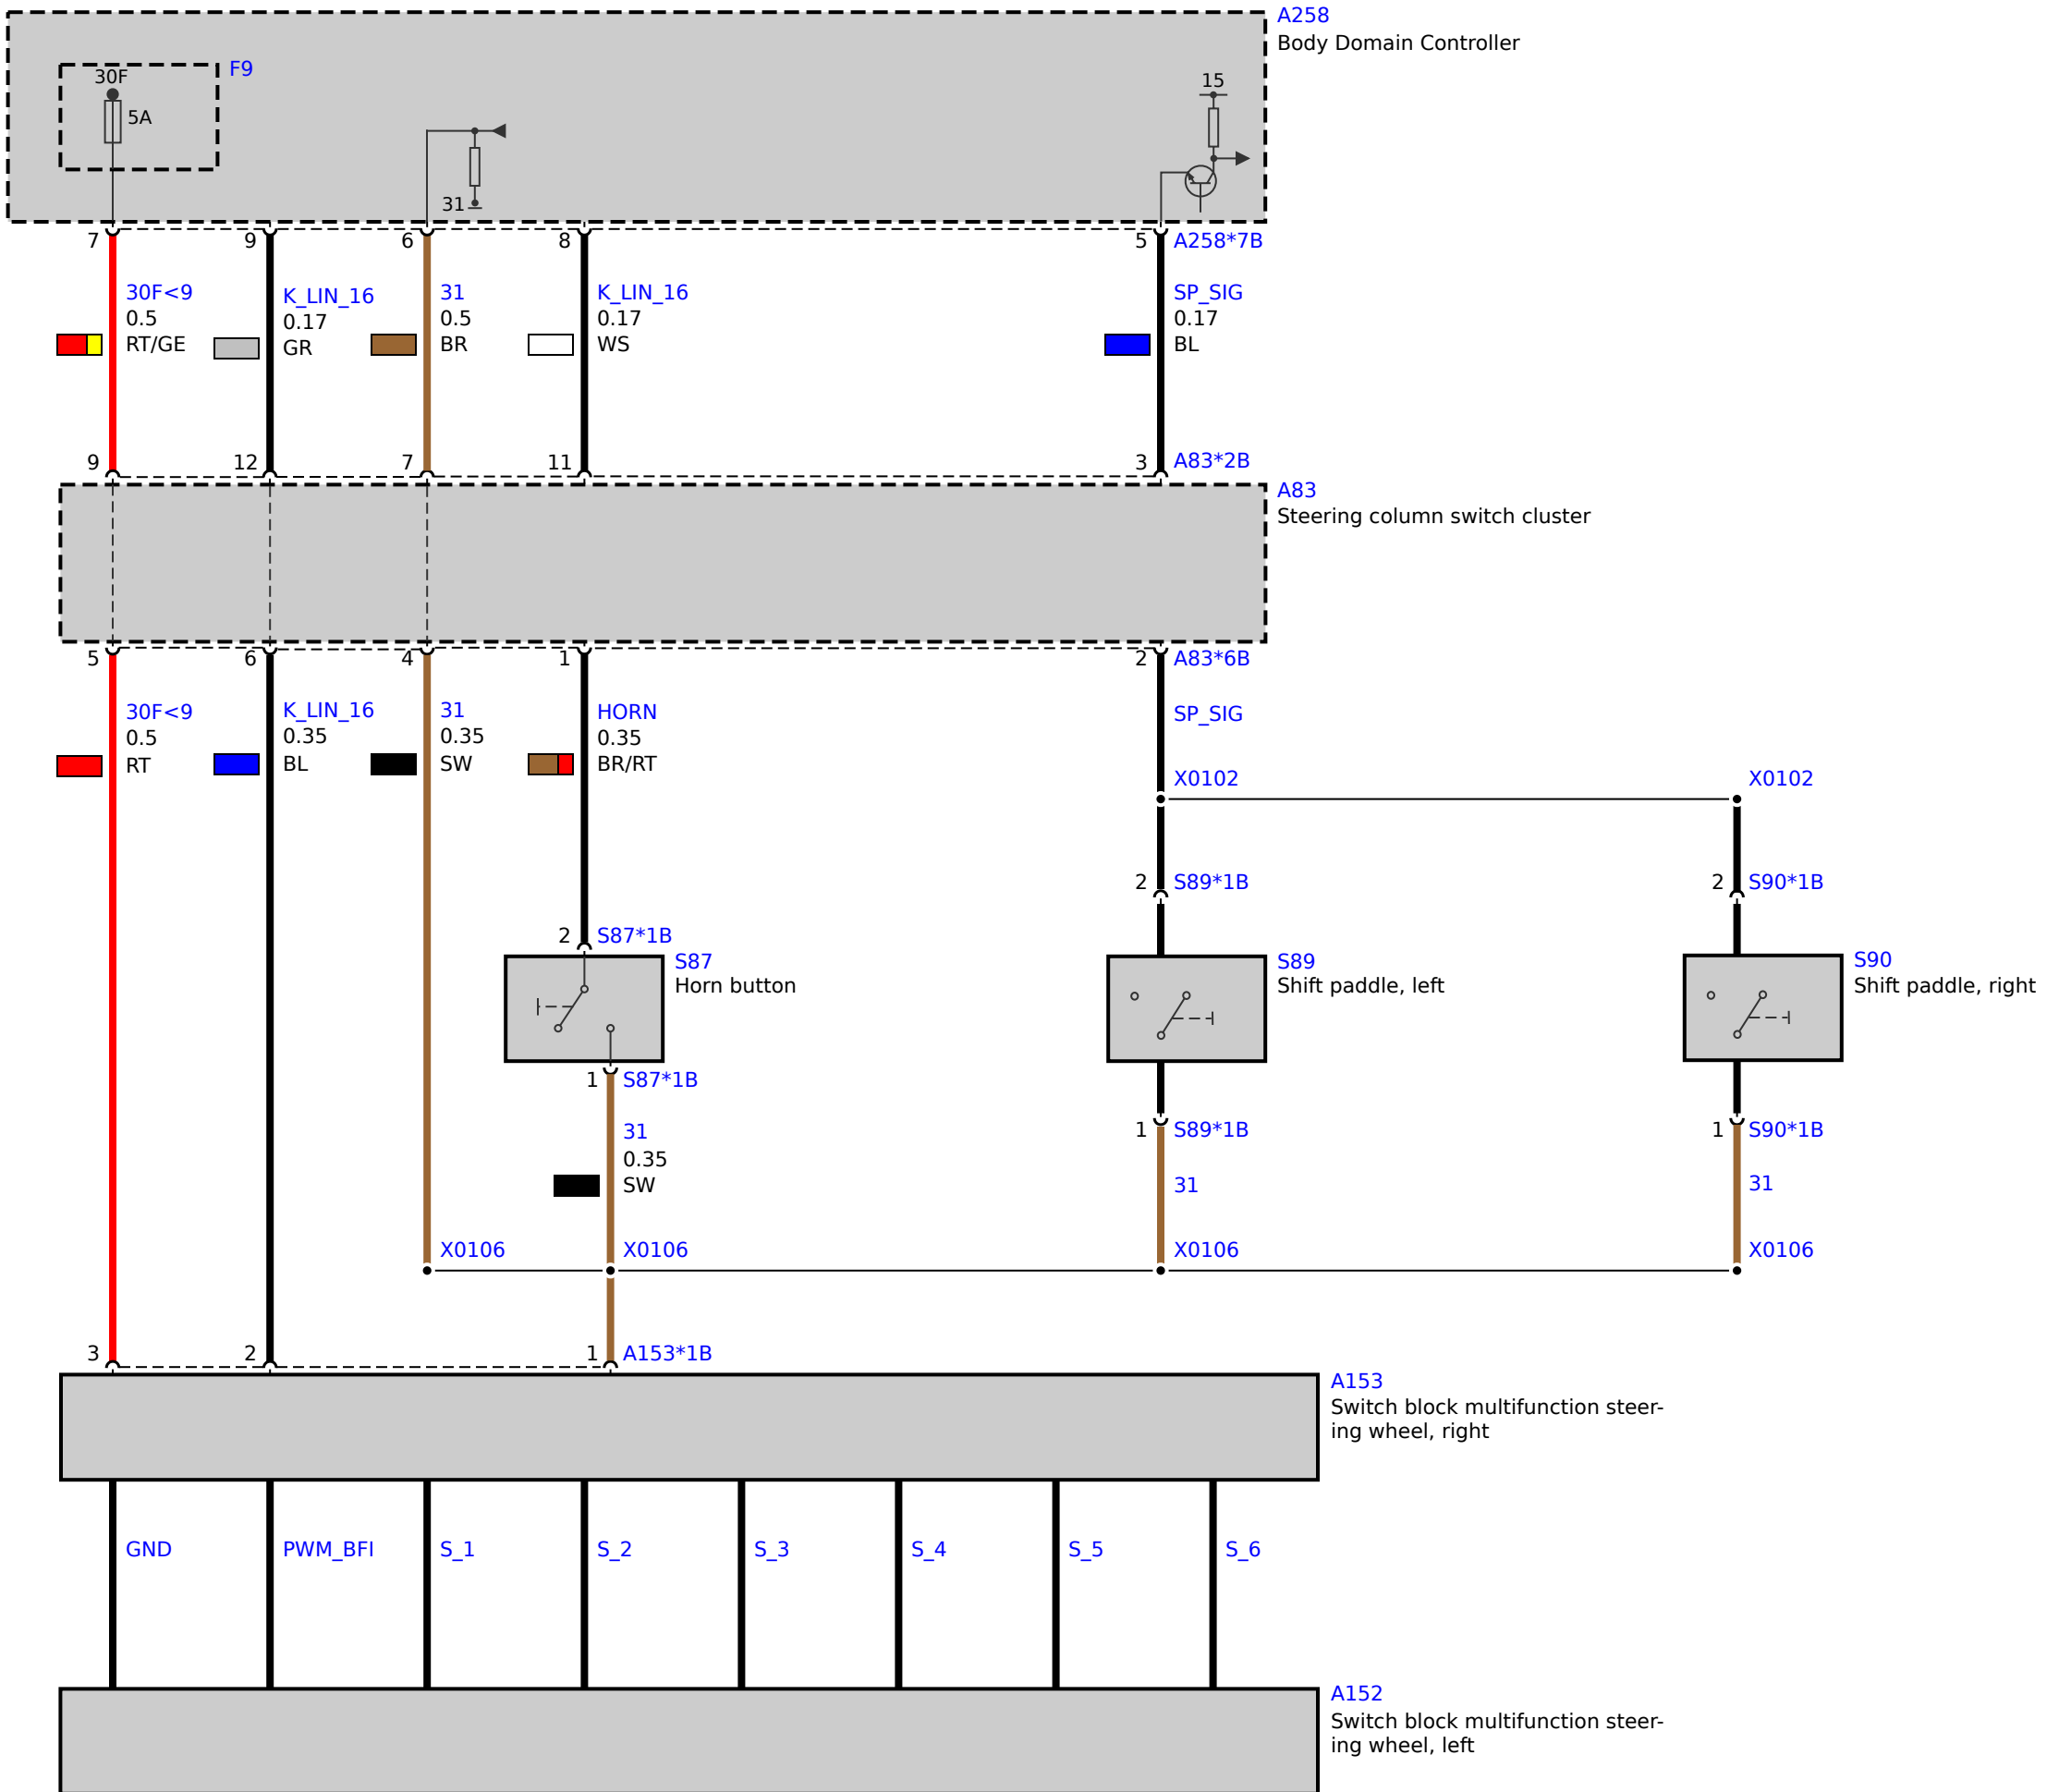 A258
Body Domain Controller
30F
F9
5A
15
31
7
9
6
8
5
A258*7B
30F<9
0.5
RT/GE
K_LIN_16
0.17
GR
31
0.5
BR
K_LIN_16
0.17
WS
SP_SIG
0.17
BL
9
12
7
11
3
A83*2B
A83
Steering column switch cluster
5
6
4
1
2
A83*6B
30F<9
0.5
RT
K_LIN_16
0.35
BL
31
0.35
SW
HORN
0.35
BR/RT
SP_SIG
X0102
X0102
2
S89*1B
2
S90*1B
2
S87*1B
S87
Horn button
S89
Shift paddle, left
S90
Shift paddle, right
1
S87*1B
1
S89*1B
1
S90*1B
31
0.35
SW
31
31
X0106
X0106
X0106
X0106
3
2
1
A153*1B
A153
Switch block multifunction steer-
ing wheel, right
GND
PWM_BFI
S_1
S_2
S_3
S_4
S_5
S_6
A152
Switch block multifunction steer-
ing wheel, left